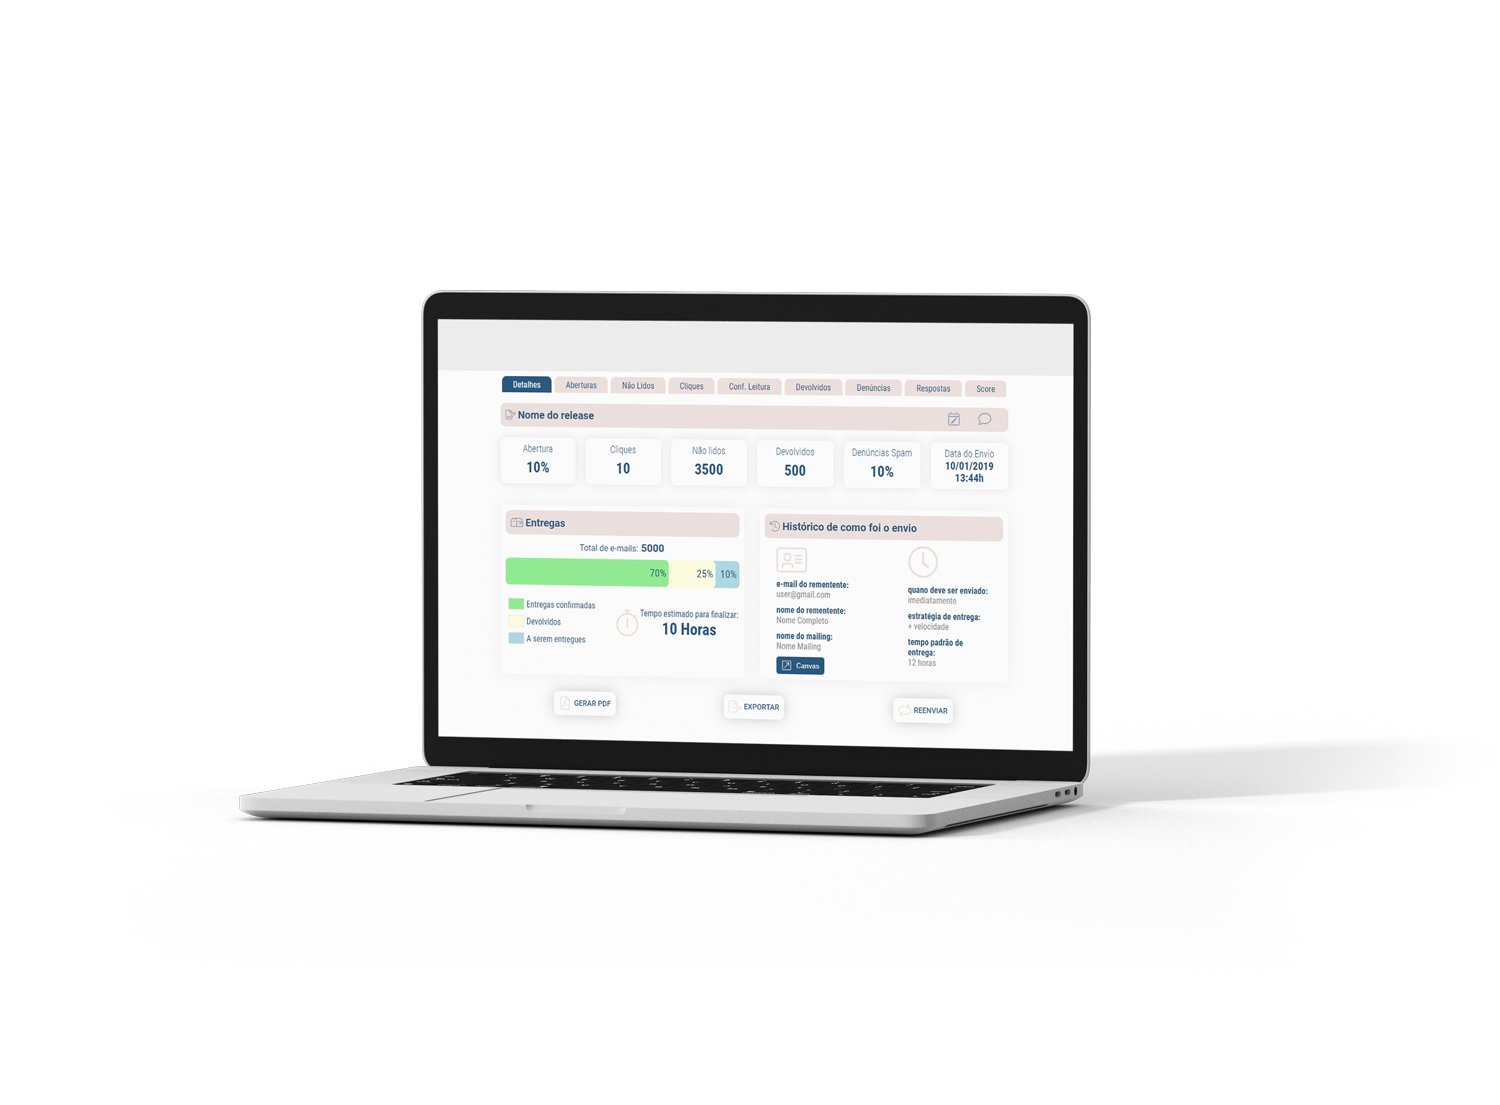 Detalhes
Aberturas
Não Lidos
Cliques
Conf. Leitura
Devolvidos
Denúncias
Respostas
Score
Nome do release
Abertura
10%
Cliques
10
Não lidos
3500
Devolvidos
500
Denúncias Spam
10%
Data do Envio
10/01/2019
13:44h
Entregas
Total de e-mails: 5000
70%
25%
10%
Entregas confirmadas
Devolvidos
A serem entregues
Tempo estimado para finalizar:
10 Horas
Histórico de como foi o envio
e-mail do rementente:
user@gmail.com
nome do rementente:
Nome Completo
nome do mailing:
Nome Mailing
Canvas
quano deve ser enviado:
imediatamente
estratégia de entrega:
+ velocidade
tempo padrão de
entrega:
12 horas
GERAR PDF
EXPORTAR
REENVIAR